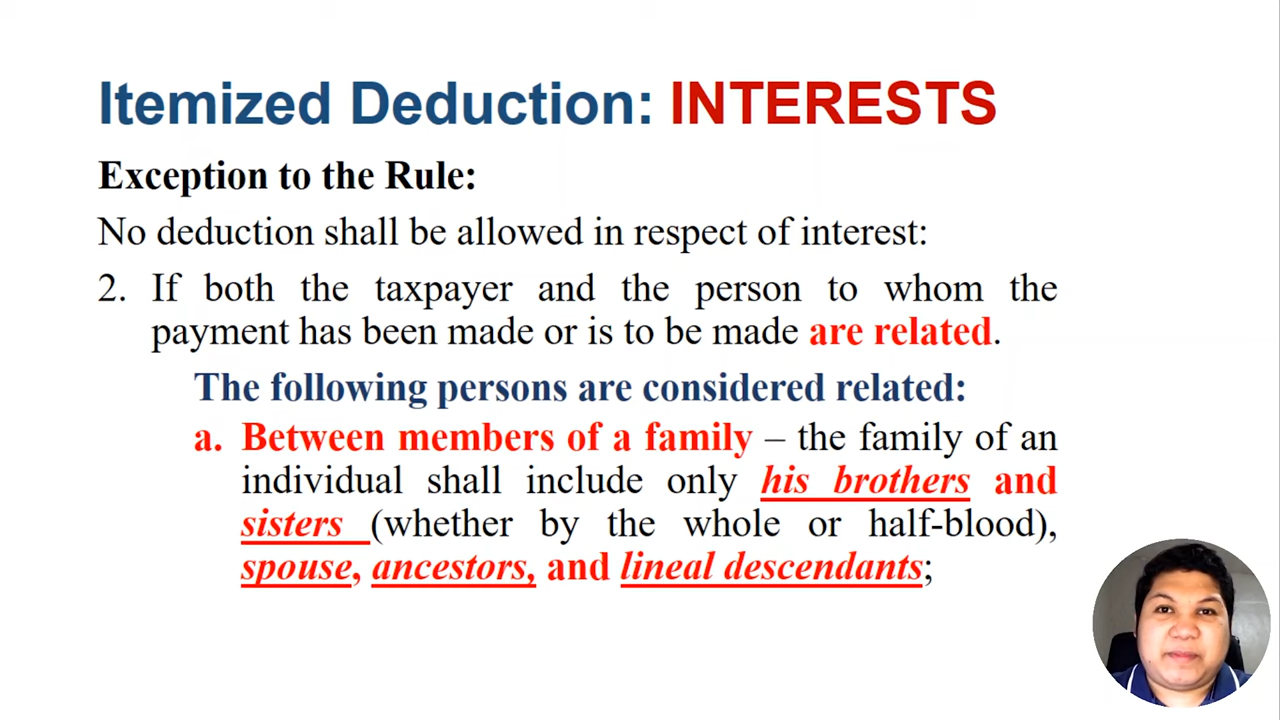 Itemized Deduction: INTERESTS
Exception to the Rule:
No deduction shall be allowed in respect of interest:
2. If both the taxpayer and the person to whom the
payment has been made or is to be made are related.
The following persons are considered related:
a. Between members of a family – the family of an
individual shall include only his brothers and
sisters (whether by the whole or half-blood),
spouse, ancestors, and lineal descendants;